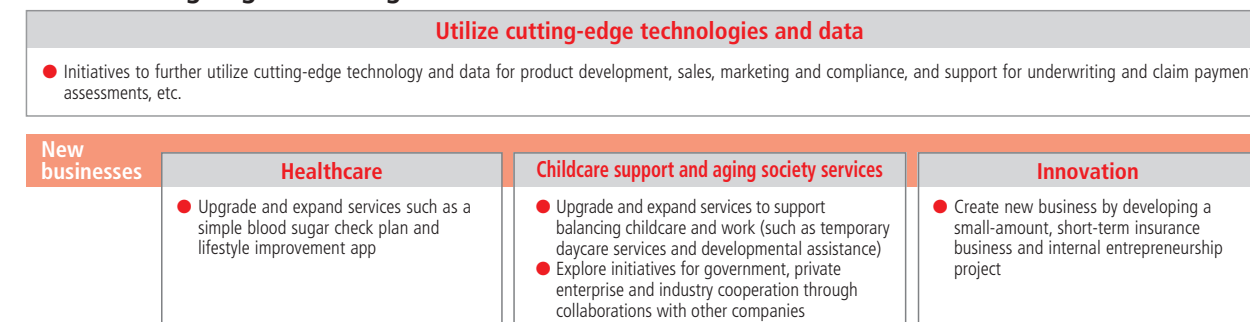 Utilize cutting-edge technologies and data
● Initiatives to further utilize cutting-edge technology and data for product development, sales, marketing and compliance, and support for underwriting and claim payment
assessments, etc.
New
businesses
Healthcare
● Upgrade and expand services such as a
simple blood sugar check plan and
lifestyle improvement app
Childcare support and aging society services
● Upgrade and expand services to support
balancing childcare and work (such as temporary
daycare services and developmental assistance)
● Explore initiatives for government, private
enterprise and industry cooperation through
collaborations with other companies
Innovation
● Create new business by developing a
small-amount, short-term insurance
business and internal entrepreneurship
project